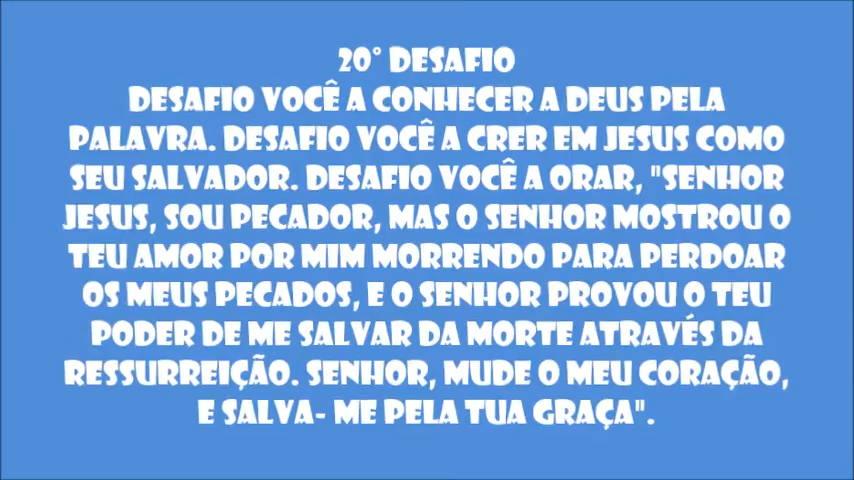 20° DESAFIO
DESAFIO VOCÊ A CONHECER A DEUS PELA
PALAVRA. DESAFIO VOCÊ A CRER EM JESUS COMO
SEU SALVADOR. DESAFIO VOCÊ A ORAR, "SENHOR
JESUS, SOU PECADOR, MAS O SENHOR MOSTROU O
TEU AMOR POR MIM MORRENDO PARA PERDOAR
OS MEUS PECADOS, E O SENHOR PROVOU O TEU
PODER DE ME SALVAR DA MORTE ATRAVÉS DA
RESSURREIÇÃO. SENHOR, MUDE O MEU CORAÇÃO,
E SALVA- ME PELA TUA GRAÇA".